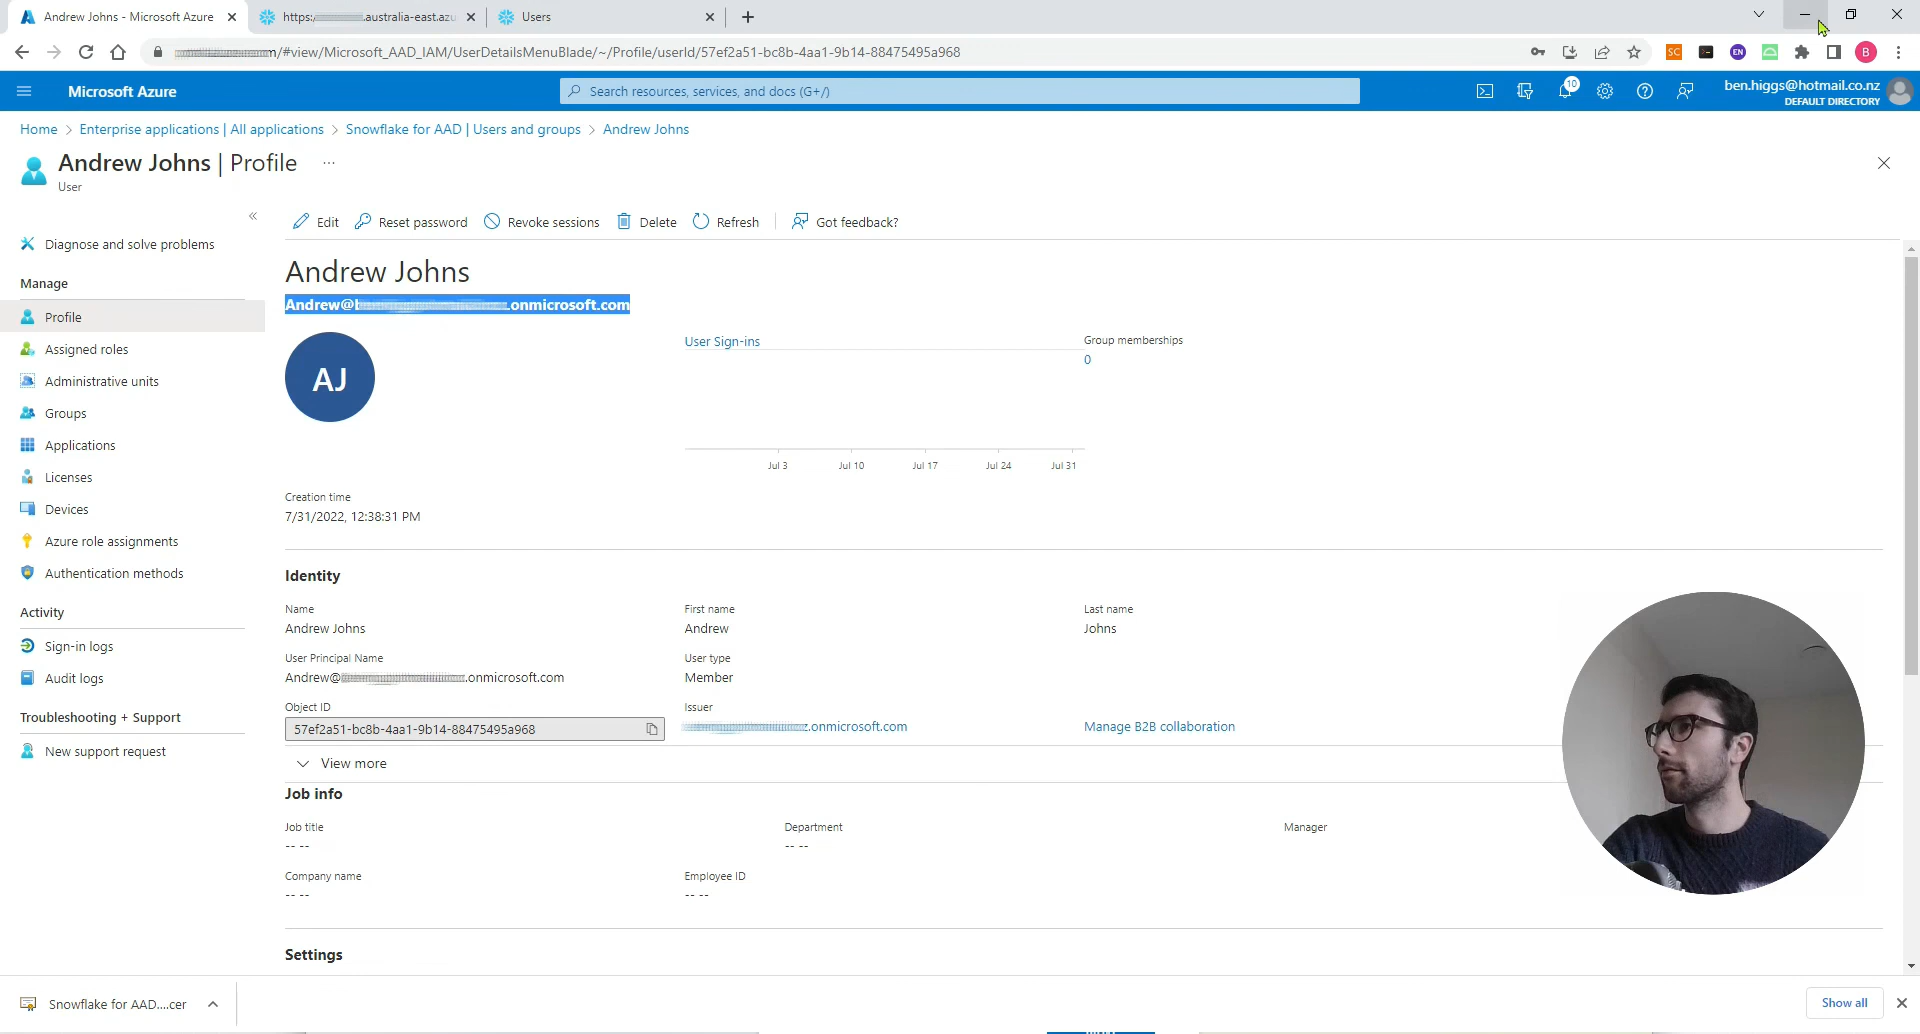 Andrew Johns - Microsoft Azure
https:/ .australia-east.azu
Users
m/#view/Microsoft_AAD_IAM/UserDetailsMenuBlade/~/Profile/userId/57ef2a51-bc8b-4aa1-9b14-88475495a968
SC
EN
B
Microsoft Azure
Search resources, services, and docs (G+/)
10
ben.higgs@hotmail.co.nz
DEFAULT DIRECTORY
Home > Enterprise applications | All applications > Snowflake for AAD | Users and groups > Andrew Johns
Andrew Johns | Profile ...
User
«
Edit Reset password Revoke sessions Delete Refresh Got feedback?
Diagnose and solve problems
Manage
Profile
Assigned roles
Administrative units
Groups
Applications
Licenses
Devices
Azure role assignments
Authentication methods
Activity
Sign-in logs
Audit logs
Troubleshooting + Support
New support request
Andrew Johns
Andrew@ .onmicrosoft.com
AJ
User Sign-ins
Group memberships
0
Jul 3 Jul 10 Jul 17 Jul 24 Jul 31
Creation time
7/31/2022, 12:38:31 PM
Identity
Name First name Last name
Andrew Johns Andrew Johns
User Principal Name User type
Andrew@ .onmicrosoft.com Member
Object ID Issuer
57ef2a51-bc8b-4aa1-9b14-88475495a968 .onmicrosoft.com Manage B2B collaboration
View more
Job info
Job title Department Manager
-- -- -- --
Company name Employee ID
-- -- -- --
Settings
Snowflake for AAD....cer
Show all